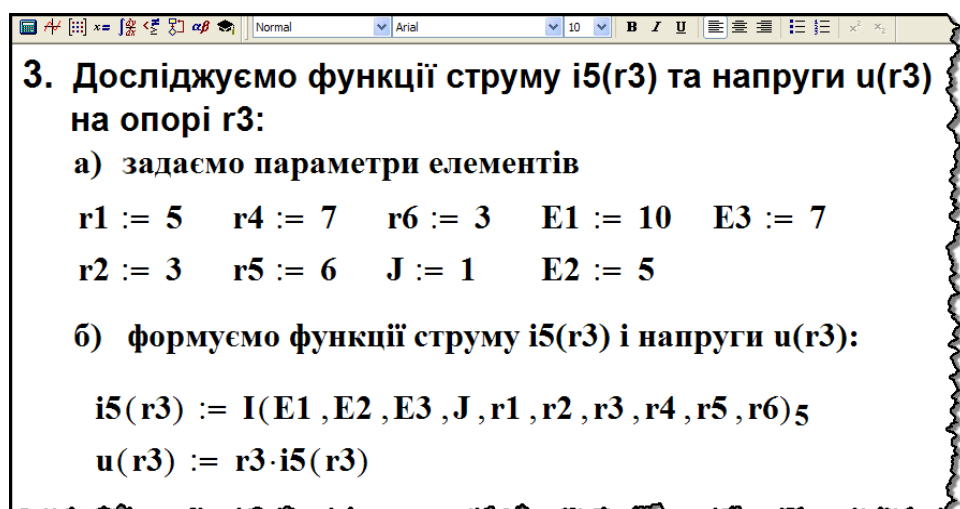 Normal Arial 10 B I U
3. Досліджуємо функції струму i5(r3) та напруги u(r3)
на опорі r3:
а) задаємо параметри елементів
r1 := 5 r4 := 7 r6 := 3 E1 := 10 E3 := 7
r2 := 3 r5 := 6 J := 1 E2 := 5
б) формуємо функції струму i5(r3) і напруги u(r3):
i5(r3) := I(E1 ,E2 ,E3 ,J ,r1 ,r2 ,r3 ,r4 ,r5 ,r6)5
u(r3) := r3·i5(r3)